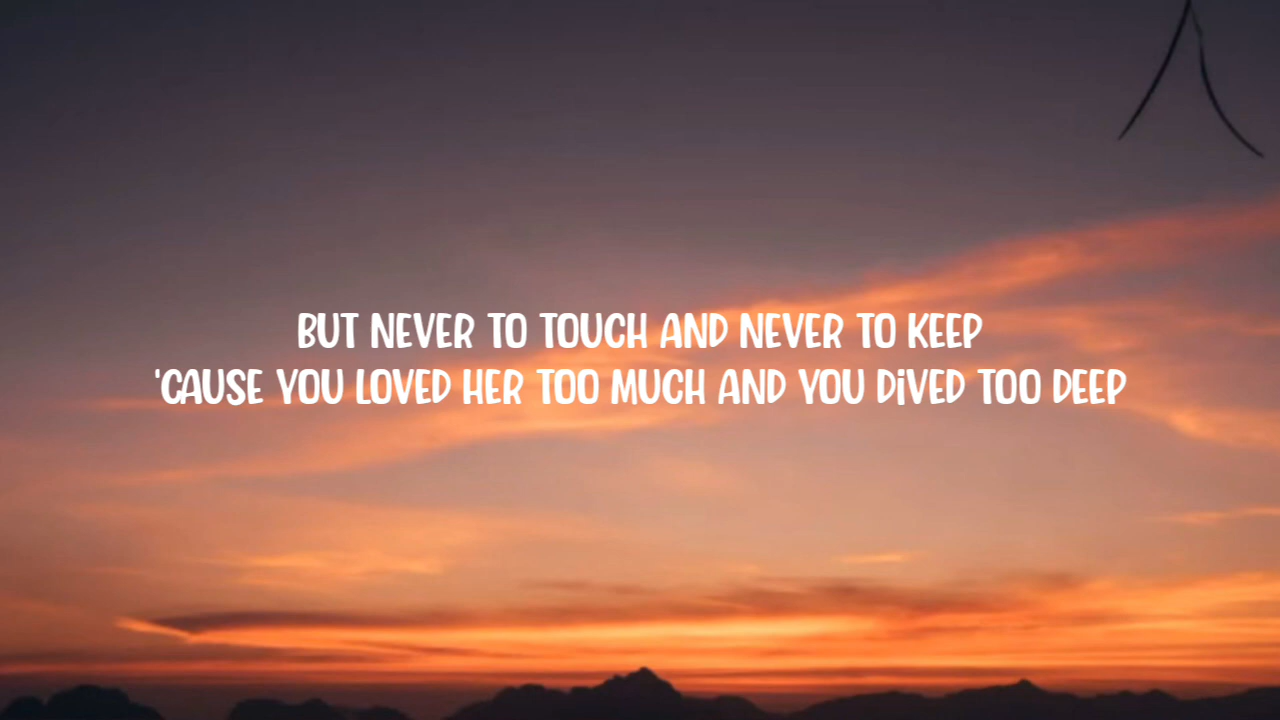 BUT NEVER TO TOUCH AND NEVER TO KEEP
'CAUSE YOU LOVED HER TOO MUCH AND YOU DiVED TOO DEEP